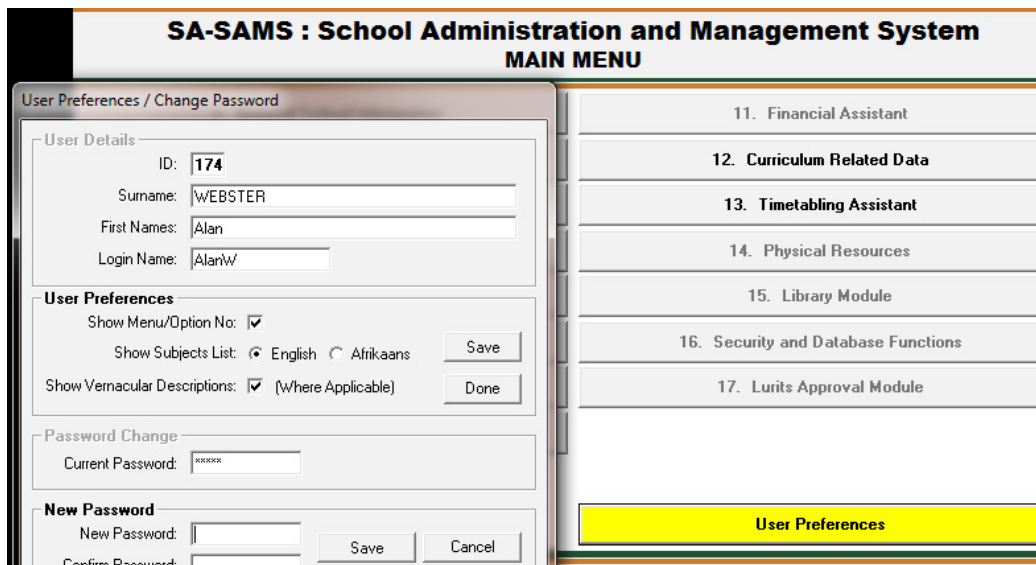 SA-SAMS : School Administration and Management System
MAIN MENU
User Preferences / Change Password
User Details
ID: 174
Surname: WEBSTER
First Names: Alan
Login Name: AlanW
User Preferences
Show Menu/Option No:
Show Subjects List: English Afrikaans
Save
Show Vernacular Descriptions: (Where Applicable)
Done
Password Change
Current Password: *****
New Password
New Password:
Save Cancel
Confirm Password:
11. Financial Assistant
12. Curriculum Related Data
13. Timetabling Assistant
14. Physical Resources
15. Library Module
16. Security and Database Functions
17. Lurits Approval Module
User Preferences